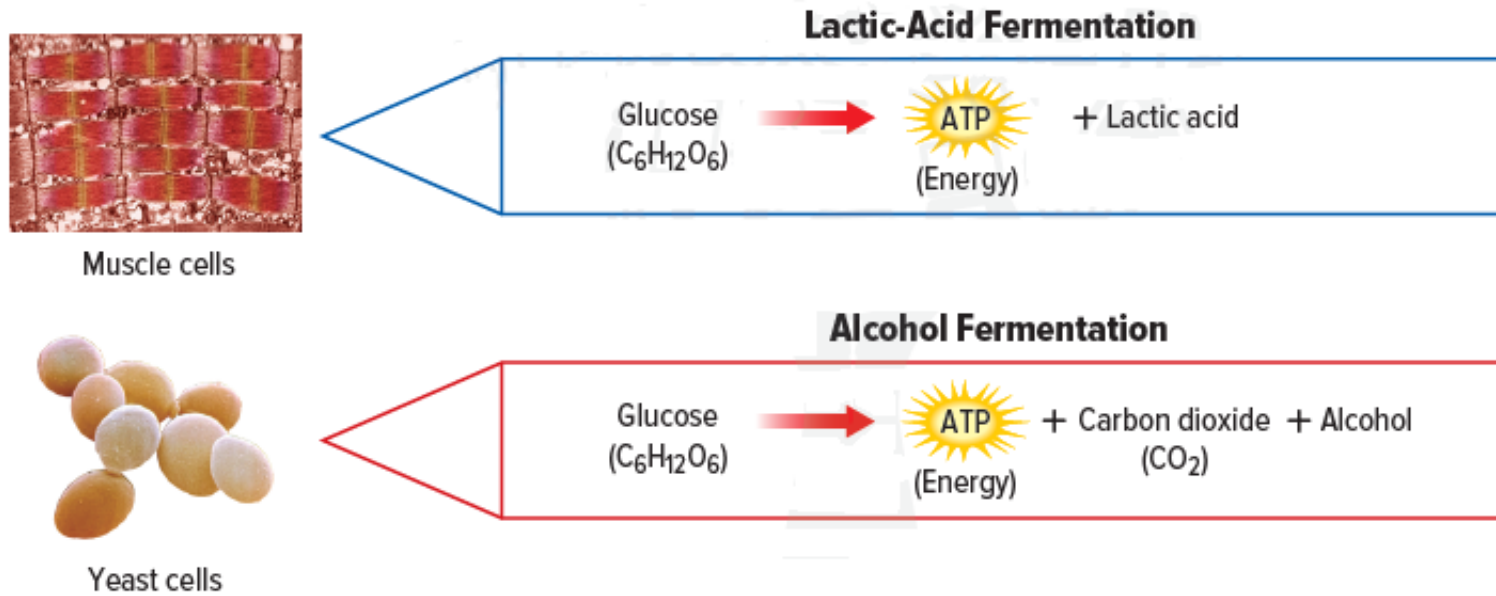 Lactic-Acid Fermentation
Glucose
(C₆H₁₂O₆)
ATP
(Energy)
+ Lactic acid
Muscle cells
Alcohol Fermentation
Glucose
(C₆H₁₂O₆)
ATP
(Energy)
+ Carbon dioxide
(CO₂)
+ Alcohol
Yeast cells